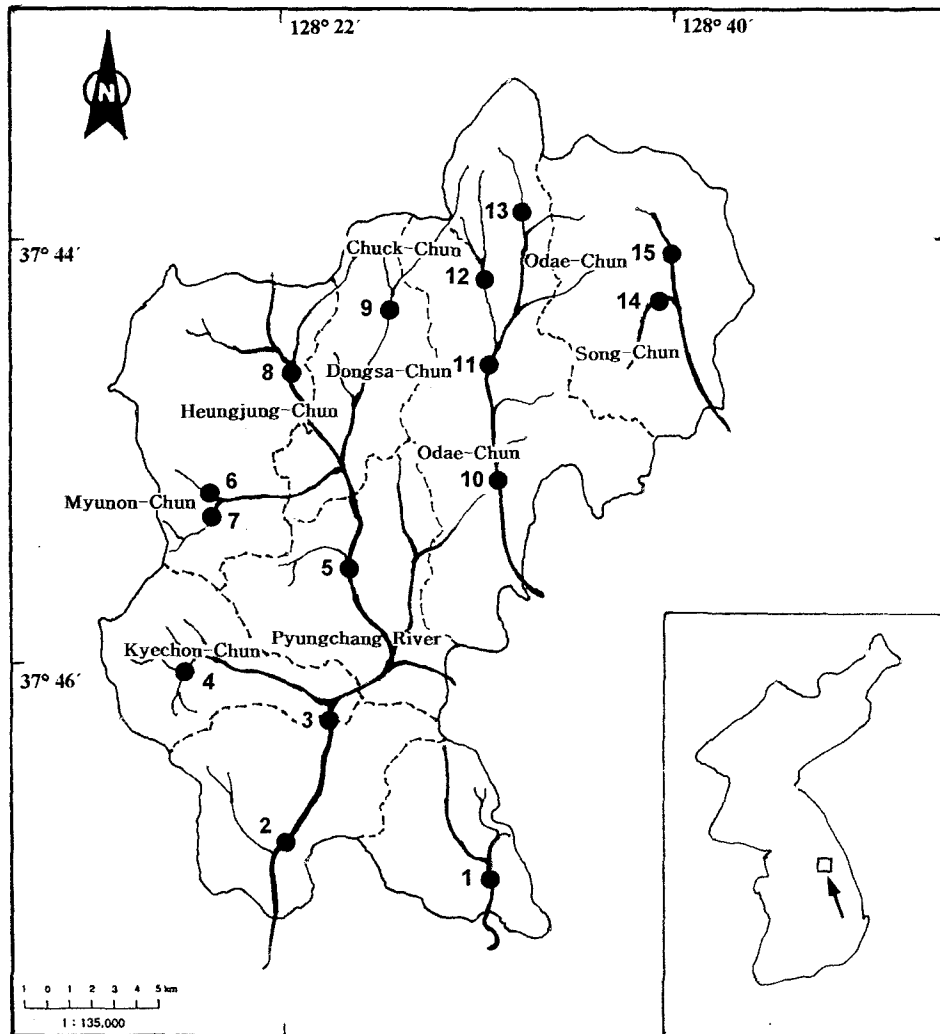 128° 22′
128° 40′
N
13
37° 44′
Chuck-Chun
15
12
Odae-Chun
9
14
Song-Chun
11
8
Dongsa-Chun
Heungjung-Chun
Odae-Chun
10
6
Myunon-Chun
7
5
Pyungchang River
Kyechon-Chun
37° 46′
4
3
2
1
1 0 1 2 3 4 5 km
1 : 135,000